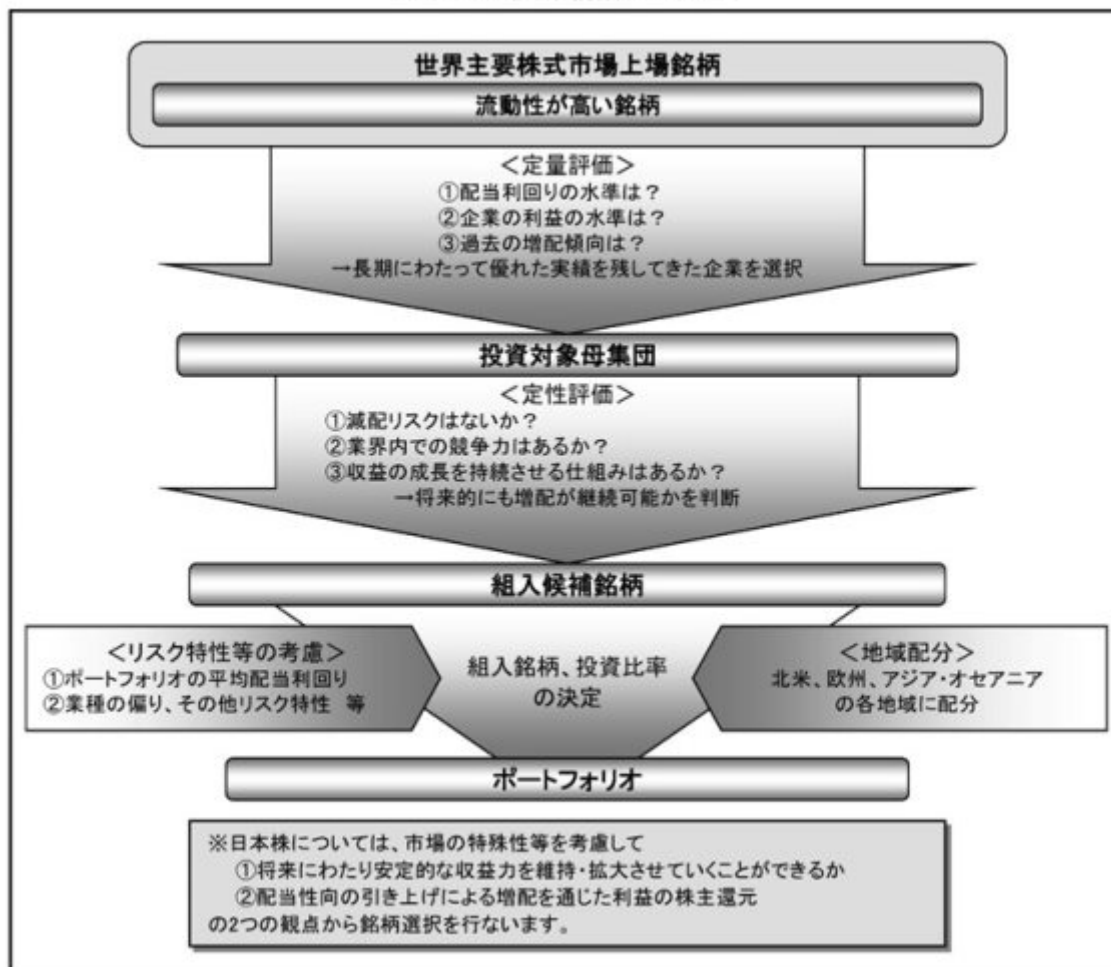 世界主要株式市場上場銘柄
流動性が高い銘柄
＜定量評価＞
①配当利回りの水準は？
②企業の利益の水準は？
③過去の増配傾向は？
→長期にわたって優れた実績を残してきた企業を選択
投資対象母集団
＜定性評価＞
①減配リスクはないか？
②業界内での競争力はあるか？
③収益の成長を持続させる仕組みはあるか？
→将来的にも増配が継続可能かを判断
組入候補銘柄
＜リスク特性等の考慮＞
①ポートフォリオの平均配当利回り
②業種の偏り、その他リスク特性　等
組入銘柄、投資比率
の決定
＜地域配分＞
北米、欧州、アジア・オセアニア
の各地域に配分
ポートフォリオ
※日本株については、市場の特殊性等を考慮して
①将来にわたり安定的な収益力を維持・拡大させていくことができるか
②配当性向の引き上げによる増配を通じた利益の株主還元
の2つの観点から銘柄選択を行ないます。